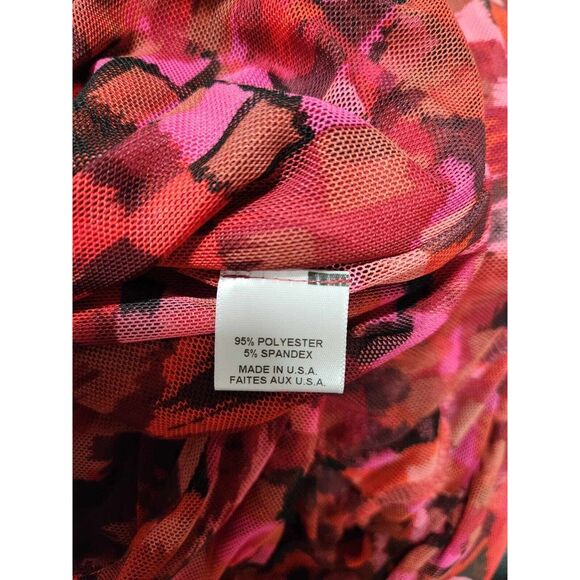 95% POLYESTER
5% SPANDEX
MADE IN U.S.A.
FAITES AUX U.S.A.